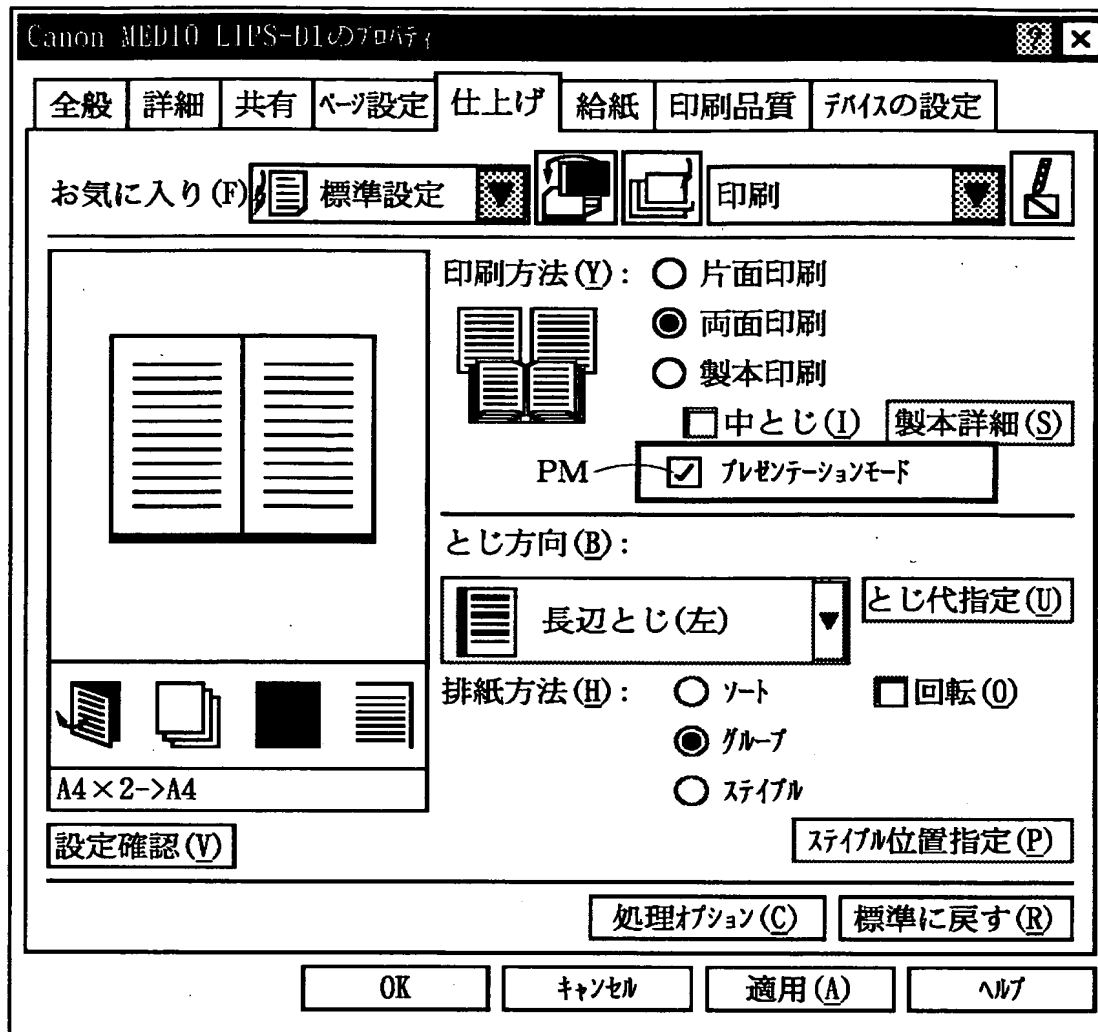 Canon MEDIO LIPS-D1のプロパティ
全般 詳細 共有 ページ設定 仕上げ 給紙 印刷品質 デバイスの設定
お気に入り(F) 標準設定 印刷
印刷方法(Y): 片面印刷
両面印刷
製本印刷
中とじ(I) 製本詳細(S)
PM プレゼンテーションモード
とじ方向(B):
長辺とじ(左) とじ代指定(U)
排紙方法(H): ソート 回転(O)
グループ
ステイプル
A4×2->A4
設定確認(V) ステイプル位置指定(P)
処理オプション(C) 標準に戻す(R)
OK キャンセル 適用(A) ヘルプ